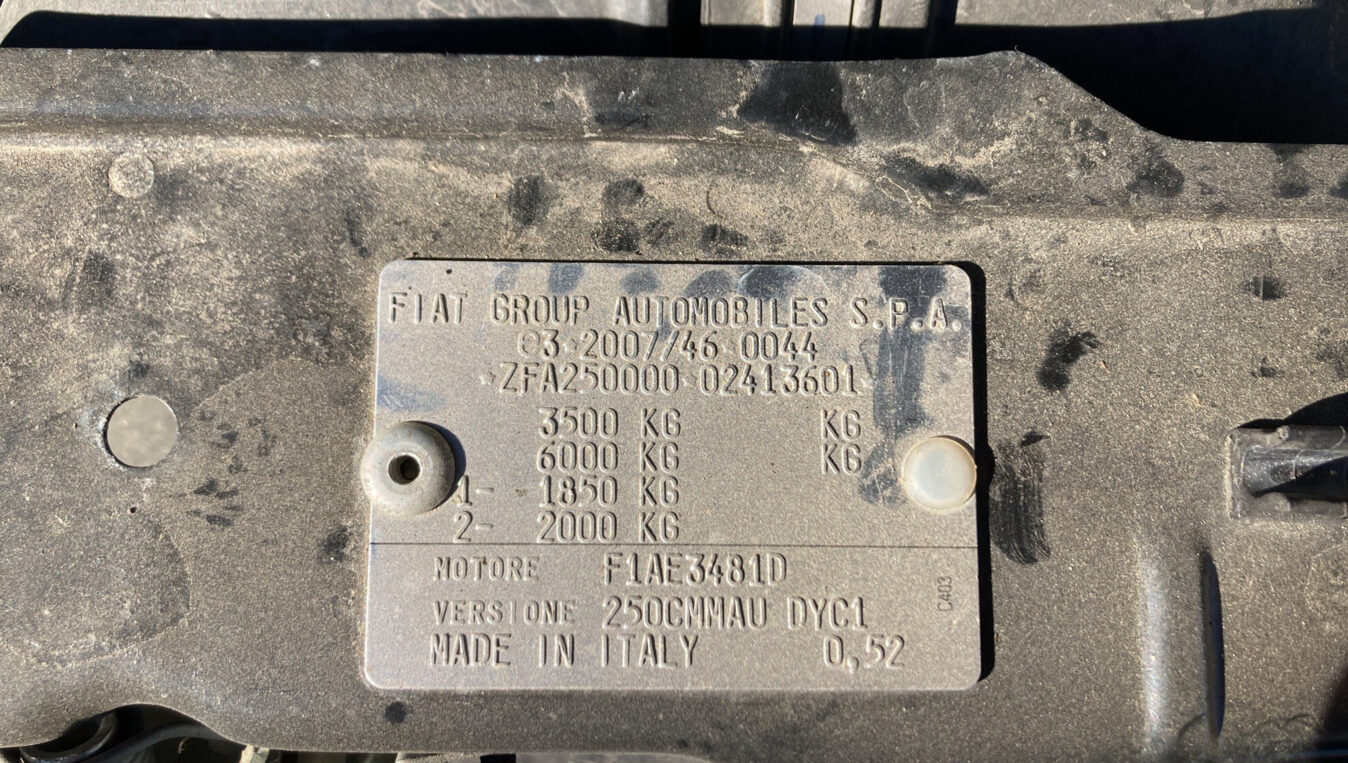 FIAT GROUP AUTOMOBILES S.P.A.
e3*2007/46*0044
*ZFA250000*02413601*
3500 KG KG
6000 KG KG
1- 1850 KG
2- 2000 KG
MOTORE F1AE3481D
VERSIONE 250CMMAU DYC1
C403
MADE IN ITALY 0,52